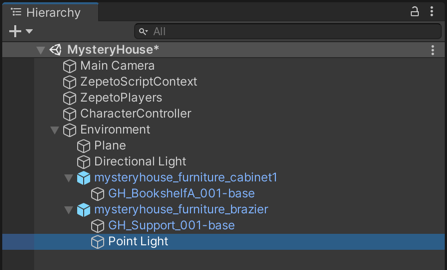 Hierarchy
All
MysteryHouse*
Main Camera
ZepetoScriptContext
ZepetoPlayers
CharacterController
Environment
Plane
Directional Light
mysteryhouse_furniture_cabinet1
GH_BookshelfA_001-base
mysteryhouse_furniture_brazier
GH_Support_001-base
Point Light